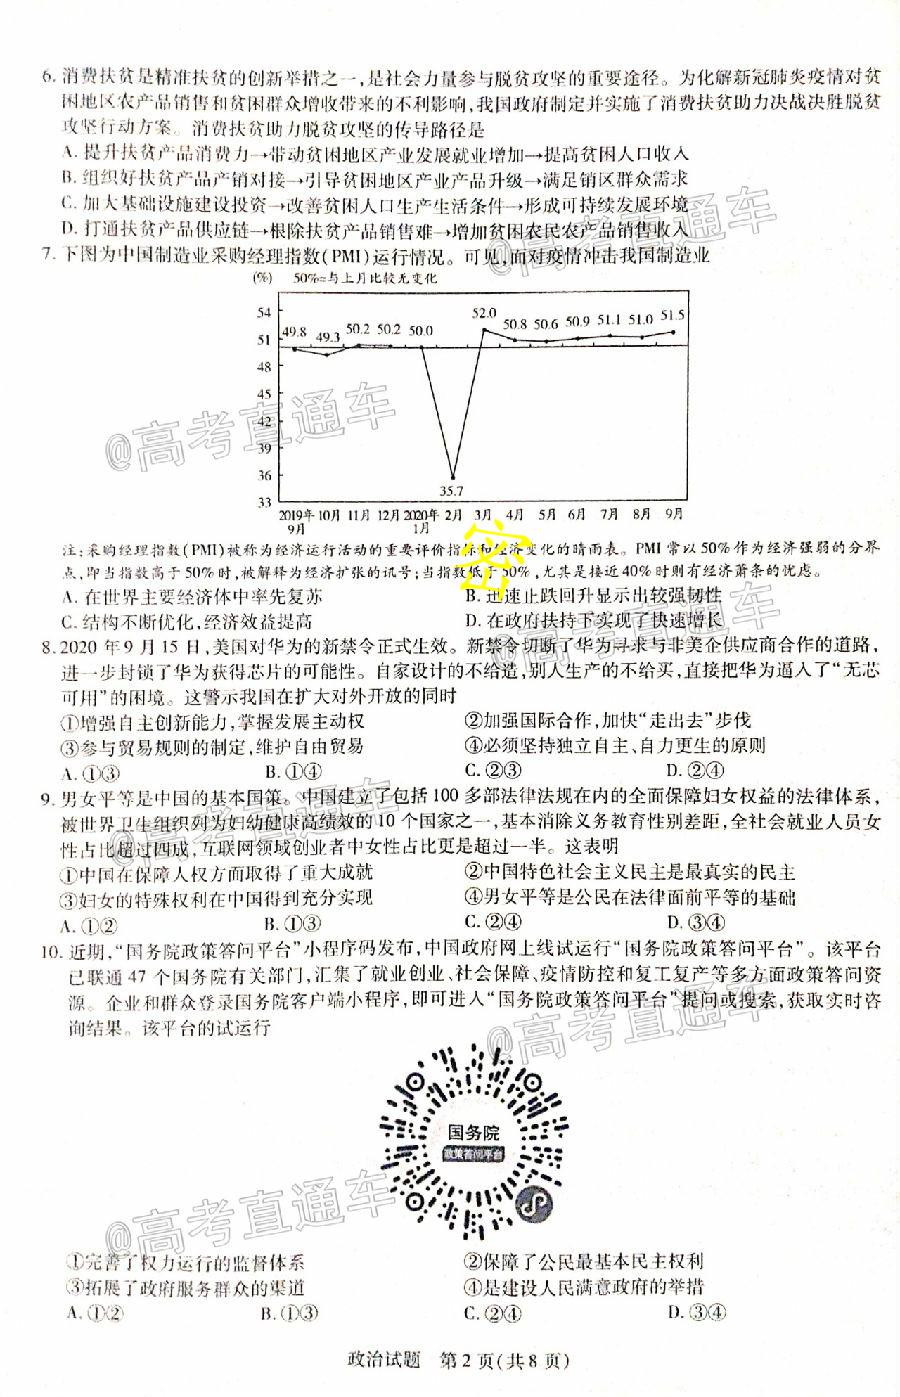 6. 消费扶贫是精准扶贫的创新举措之一,是社会力量参与脱贫攻坚的重要途径。为化解新冠肺炎疫情对贫
困地区农产品销售和贫困群众增收带来的不利影响,我国政府制定并实施了消费扶贫助力决战决胜脱贫
攻坚行动方案。消费扶贫助力脱贫攻坚的传导路径是
A. 提升扶贫产品消费力→带动贫困地区产业发展就业增加→提高贫困人口收入
B. 组织好扶贫产品产销对接→引导贫困地区产业产品升级→满足销区群众需求
C. 加大基础设施建设投资→改善贫困人口生产生活条件→形成可持续发展环境
D. 打通扶贫产品供应链→根除扶贫产品销售难→增加贫困农民农产品销售收入
@高考直通车
7. 下图为中国制造业采购经理指数(PMI)运行情况。可见,面对疫情冲击我国制造业
(%) 50%=与上月比较无变化
54
51
48
45
42
39
36
33
49.8 49.3 50.2 50.2 50.0 35.7 52.0 50.8 50.6 50.9 51.1 51.0 51.5
2019年 10月 11月 12月 2020年 2月 3月 4月 5月 6月 7月 8月 9月
9月 1月
@高考直通车
密
注:采购经理指数(PMI)被称为经济运行活动的重要评价指标和经济变化的晴雨表。PMI 常以 50% 作为经济强弱的分界
点,即当指数高于 50% 时,被解释为经济扩张的讯号;当指数低于 50%,尤其是接近 40% 时则有经济萧条的忧虑。
A. 在世界主要经济体中率先复苏 B. 迅速止跌回升显示出较强韧性
C. 结构不断优化,经济效益提高 D. 在政府扶持下实现了快速增长
@高考直通车
8. 2020 年 9 月 15 日,美国对华为的新禁令正式生效。新禁令切断了华为寻求与非美企供应商合作的道路,
进一步封锁了华为获得芯片的可能性。自家设计的不给造,别人生产的不给买,直接把华为逼入了“无芯
可用”的困境。这警示我国在扩大对外开放的同时
①增强自主创新能力,掌握发展主动权 ②加强国际合作,加快“走出去”步伐
③参与贸易规则的制定,维护自由贸易 ④必须坚持独立自主、自力更生的原则
A. ①③ B. ①④ C. ②③ D. ②④
@高考直通车
9. 男女平等是中国的基本国策。中国建立了包括 100 多部法律法规在内的全面保障妇女权益的法律体系,
被世界卫生组织列为妇幼健康高绩效的 10 个国家之一,基本消除义务教育性别差距,全社会就业人员女
性占比超过四成,互联网领域创业者中女性占比更是超过一半。这表明
①中国在保障人权方面取得了重大成就 ②中国特色社会主义民主是最真实的民主
③妇女的特殊权利在中国得到充分实现 ④男女平等是公民在法律面前平等的基础
A. ①② B. ①③ C. ②④ D. ③④
10. 近期,“国务院政策答问平台”小程序码发布,中国政府网上线试运行“国务院政策答问平台”。该平台
已联通 47 个国务院有关部门,汇集了就业创业、社会保障、疫情防控和复工复产等多方面政策答问资
源。企业和群众登录国务院客户端小程序,即可进入“国务院政策答问平台”提问或搜索,获取实时咨
询结果。该平台的试运行
@高考直通车
国务院
政策答问平台
@高考直通车
①完善了权力运行的监督体系 ②保障了公民最基本民主权利
③拓展了政府服务群众的渠道 ④是建设人民满意政府的举措
A. ①② B. ①③ C. ②④ D. ③④
政治试题 第 2 页(共 8 页)